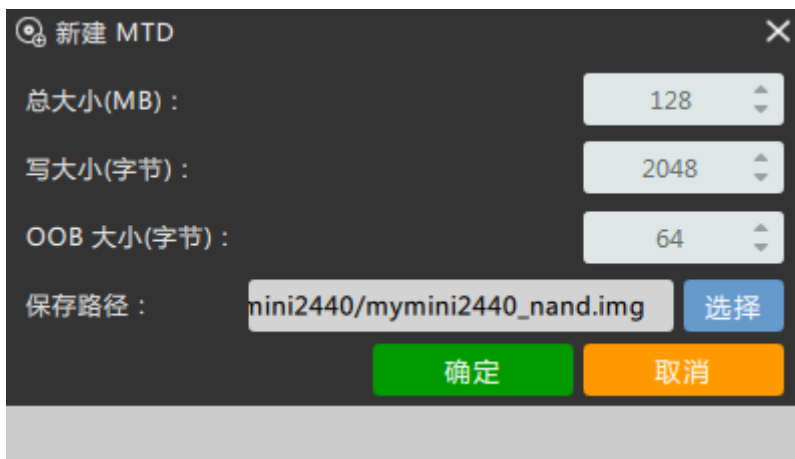 新建 MTD
总大小(MB)： 128
写大小(字节)： 2048
OOB 大小(字节)： 64
保存路径： mini2440/mymini2440_nand.img 选择
确定 取消